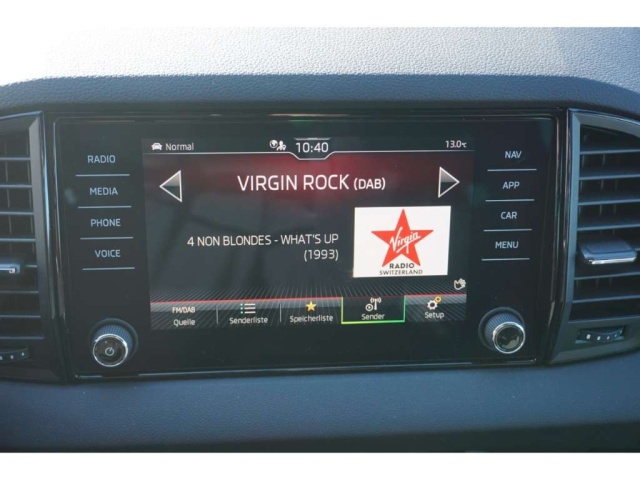 Normal
10:40
13.0°C
RADIO
MEDIA
PHONE
VOICE
VIRGIN ROCK (DAB)
4 NON BLONDES - WHAT'S UP
(1993)
Virgin
RADIO
SWITZERLAND
FM/DAB
Quelle
Senderliste
Speicherliste
Sender
Setup
NAV
APP
CAR
MENU